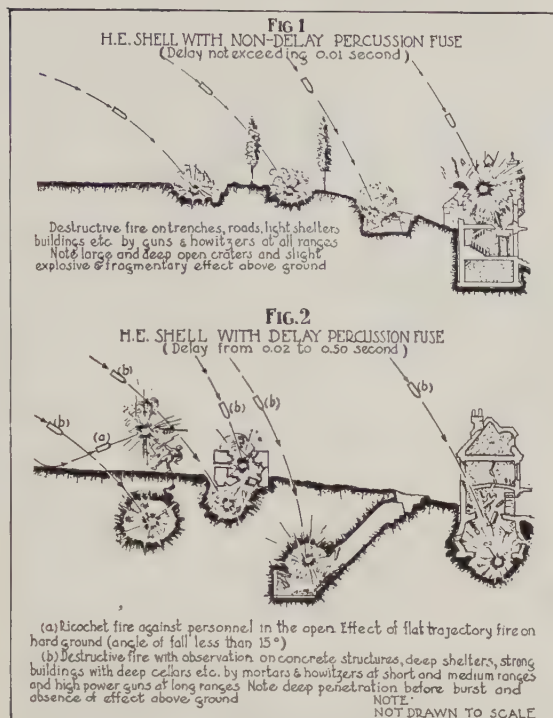 FIG 1
H.E. SHELL WITH NON-DELAY PERCUSSION FUSE
(Delay not exceeding 0.01 second)
Destructive fire on trenches, roads, light shelters
buildings etc. by guns & howitzers at all ranges
Note large and deep open craters and slight
explosive & fragmentary effect above ground
FIG. 2
H.E. SHELL WITH DELAY PERCUSSION FUSE
(Delay from 0.02 to 0.50 second)
(b)
(b)
(b)
(b)
(b)
(a)
(a) Ricochet fire against personnel in the open Effect of flat trajectory fire on
hard ground (angle of fall less than 15°)
(b) Destructive fire with observation on concrete structures, deep shelters, strong
buildings with deep cellars etc. by mortars & howitzers at short and medium ranges
and high power guns at long ranges Note deep penetration before burst and
absence of effect above ground
NOTE·
NOT DRAWN TO SCALE